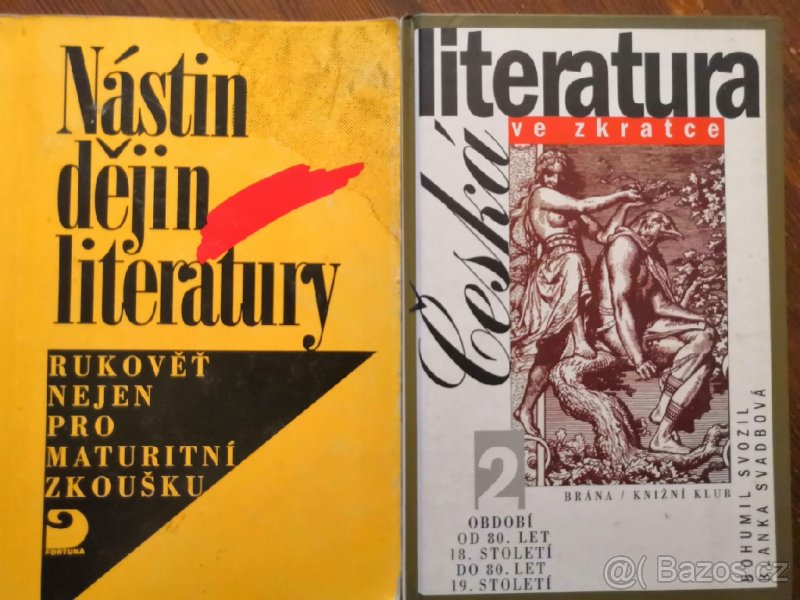 Nástin
dějin
literatury
RUKOVĚŤ
NEJEN
PRO
MATURITNÍ
ZKOUŠKU
FORTUNA
literatura
ve zkratce
Česká
2
BRÁNA / KNIŽNÍ KLUB
OBDOBÍ
OD 80. LET
18. STOLETÍ
DO 80. LET
19. STOLETÍ
BOHUMIL SVOZIL
BLANKA SVADBOVÁ
Bazos.cz